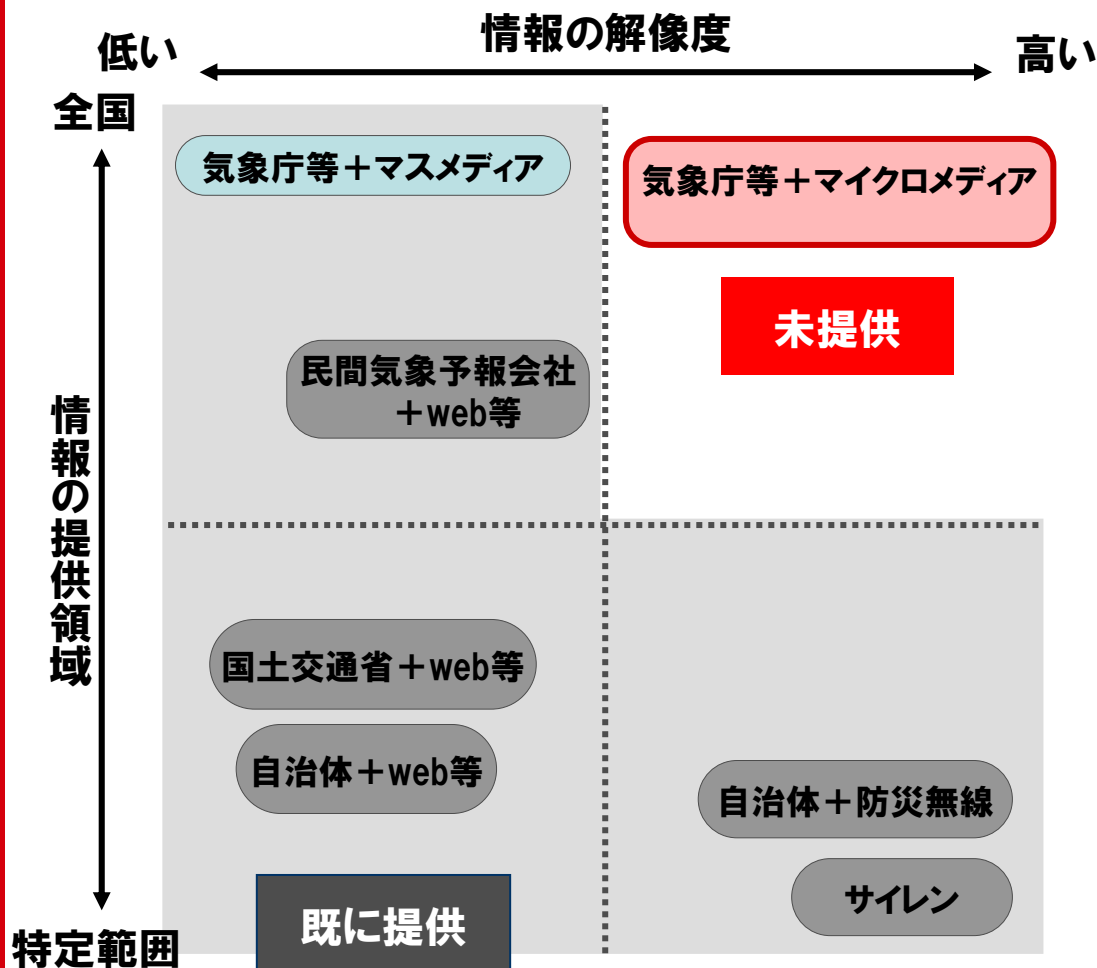 情報の解像度
低い
高い
全国
気象庁等＋マスメディア
気象庁等＋マイクロメディア
未提供
民間気象予報会社
＋web等
情報の提供領域
国土交通省＋web等
自治体＋web等
自治体＋防災無線
サイレン
既に提供
特定範囲